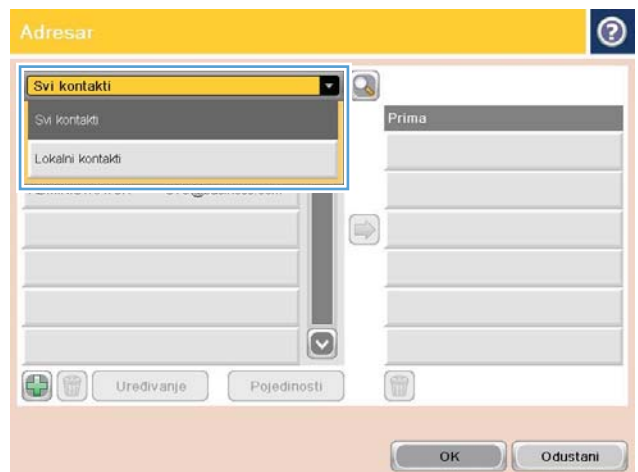 Adresar
Svi kontakti
Svi kontakti
Lokalni kontakti
Prima
Uređivanje
Pojedinosti
OK
Odustani